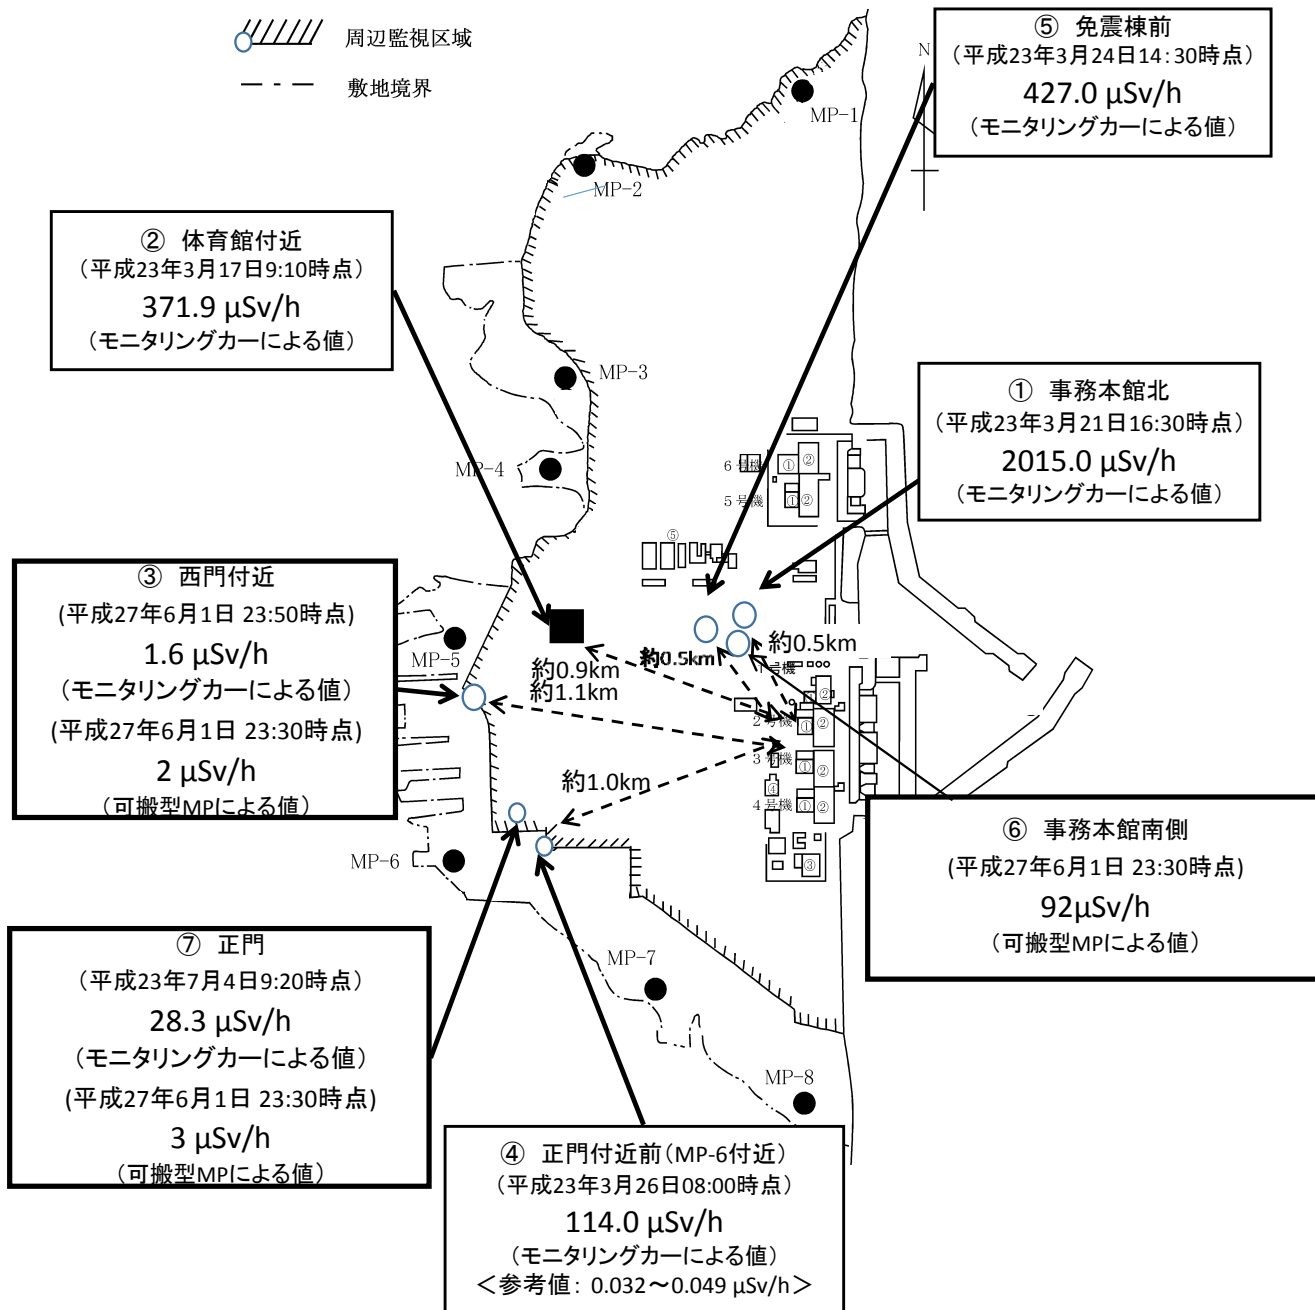 周辺監視区域
敷地境界
⑤ 免震棟前
(平成23年3月24日14:30時点)
427.0 μSv/h
(モニタリングカーによる値)
N
MP-1
MP-2
② 体育館付近
(平成23年3月17日9:10時点)
371.9 μSv/h
(モニタリングカーによる値)
MP-3
① 事務本館北
(平成23年3月21日16:30時点)
2015.0 μSv/h
(モニタリングカーによる値)
MP-4
6号機
① ②
5号機
① ②
⑤
③ 西門付近
(平成27年6月1日 23:50時点)
1.6 μSv/h
(モニタリングカーによる値)
(平成27年6月1日 23:30時点)
2 μSv/h
(可搬型MPによる値)
MP-5
約0.9km
約1.1km
約0.5km
約0.5km
1号機
②
2号機
① ②
3号機
① ②
④
4号機
① ②
③
約1.0km
MP-6
⑥ 事務本館南側
(平成27年6月1日 23:30時点)
92μSv/h
(可搬型MPによる値)
⑦ 正門
(平成23年7月4日9:20時点)
28.3 μSv/h
(モニタリングカーによる値)
(平成27年6月1日 23:30時点)
3 μSv/h
(可搬型MPによる値)
MP-7
MP-8
④ 正門付近前(MP-6付近)
(平成23年3月26日08:00時点)
114.0 μSv/h
(モニタリングカーによる値)
<参考値: 0.032~0.049 μSv/h>